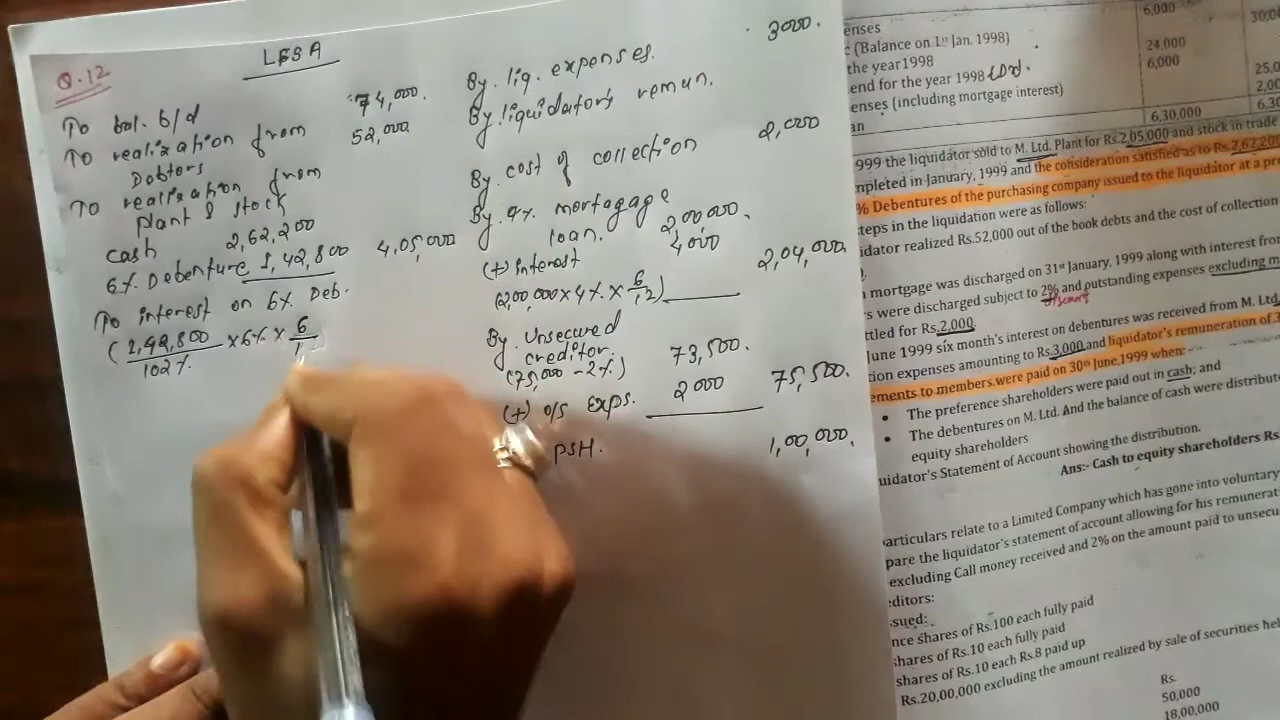 Q.12
LFSA
To bal. b/d 74,000.
To realization from Debtors 52,000
To realization from Plant & Stock
Cash 2,62,200
6% Debenture 1,42,800 4,05,000
To interest on 6% Deb.
(1,42,800 × 6% × 6
102%
By. liq. expenses. 3000.
By liquidator's remun.
By. cost of collection 2,000
By. 4% mortagage loan. 200000.
(+) interest 4000 2,04,000
(200,000 × 4% × 6/12)
By. Unsecured creditor. 73,500.
(75,000 - 2%)
(+) o/s exps. 2000 75,500.
PSH. 1,00,000.
enses 6,000
(Balance on 1st Jan. 1998) 24,000
the year 1998 6,000
end for the year 1998
enses (including mortgage interest)
an 6,30,000
999 the liquidator sold to M. Ltd. Plant for Rs.2,05,000 and stock in trade
npleted in January, 1999 and the consideration satisfied as to Rs.2,62,200
% Debentures of the purchasing company issued to the liquidator at a pr
teps in the liquidation were as follows:
idator realized Rs.52,000 out of the book debts and the cost of collection
mortgage was discharged on 31st January, 1999 along with interest from
s were discharged subject to 2% and outstanding expenses excluding m
ttled for Rs.2,000.
June 1999 six month's interest on debentures was received from M. Ltd.
ion expenses amounting to Rs.3,000 and liquidator's remuneration of 3
ements to members were paid on 30th June, 1999 when:
• The preference shareholders were paid out in cash; and
• The debentures on M. Ltd. And the balance of cash were distribut
equity shareholders
uidator's Statement of Account showing the distribution.
Ans:- Cash to equity shareholders Rs
articulars relate to a Limited Company which has gone into voluntary
pare the liquidator's statement of account allowing for his remunerat
excluding Call money received and 2% on the amount paid to unsecu
editors:
sued:
nce shares of Rs.100 each fully paid
shares of Rs.10 each fully paid
shares of Rs.10 each Rs.8 paid up
Rs.20,00,000 excluding the amount realized by sale of securities hel
Rs.
50,000
18,00,000